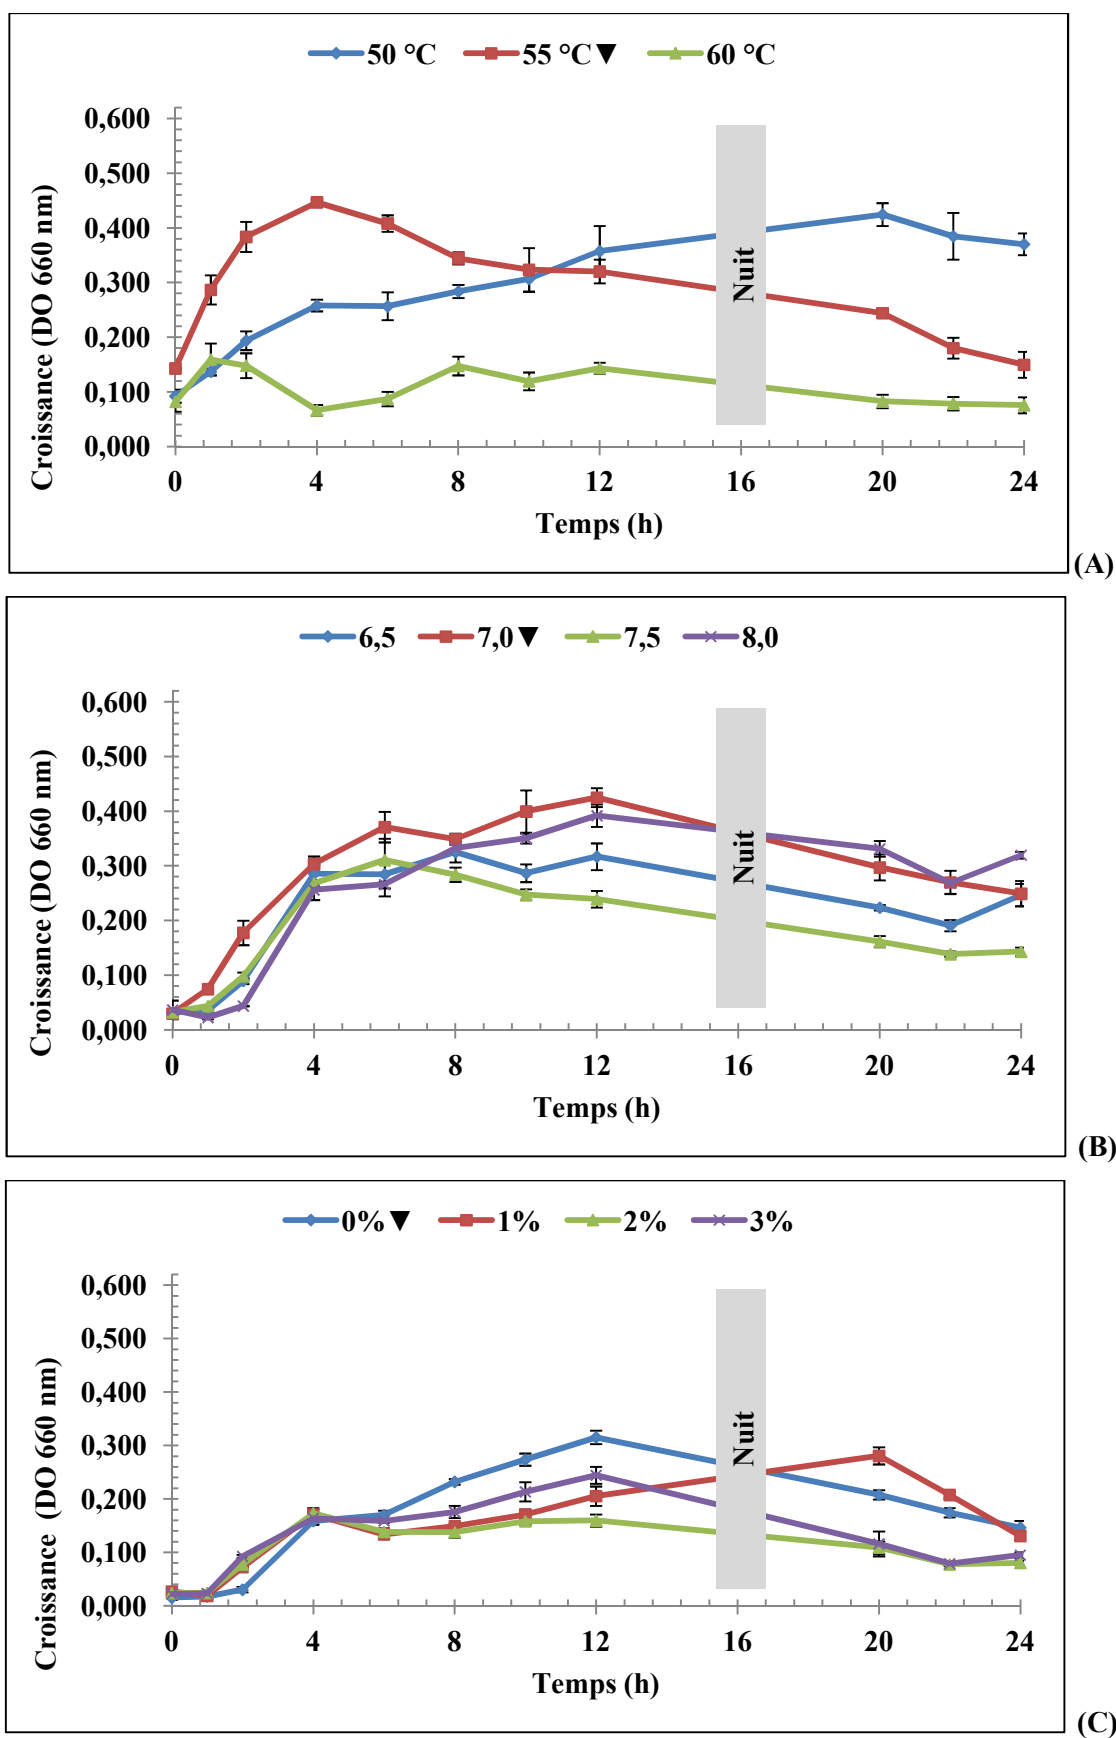 50 °C 55 °C▼ 60 °C
0,600
0,500
0,400
0,300
0,200
0,100
0,000
Croissance (DO 660 nm)
Nuit
0 4 8 12 16 20 24
Temps (h)
(A)
6,5 7,0▼ 7,5 8,0
0,600
0,500
0,400
0,300
0,200
0,100
0,000
Croissance (DO 660 nm)
Nuit
0 4 8 12 16 20 24
Temps (h)
(B)
0%▼ 1% 2% 3%
0,600
0,500
0,400
0,300
0,200
0,100
0,000
Croissance (DO 660 nm)
Nuit
0 4 8 12 16 20 24
Temps (h)
(C)